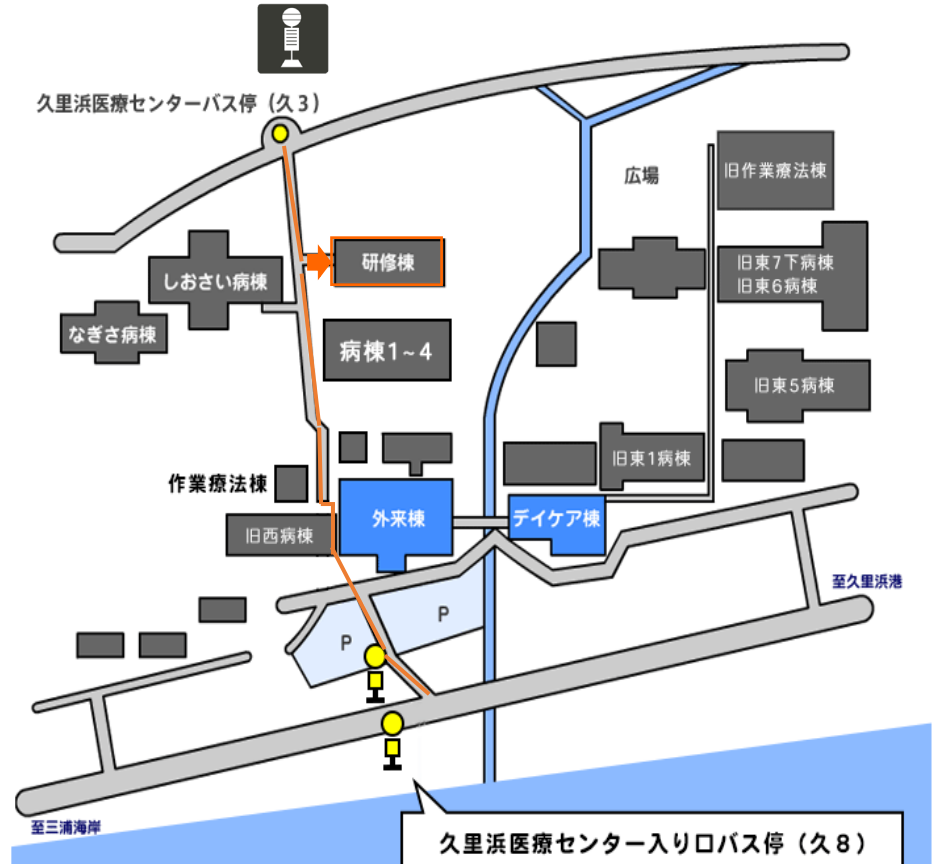 久里浜医療センターバス停（久３）
広場
旧作業療法棟
研修棟
しおさい病棟
旧東７下病棟
旧東６病棟
なぎさ病棟
病棟1~4
旧東５病棟
旧東１病棟
作業療法棟
外来棟
デイケア棟
旧西病棟
至久里浜港
P
P
至三浦海岸
久里浜医療センター入り口バス停（久８）